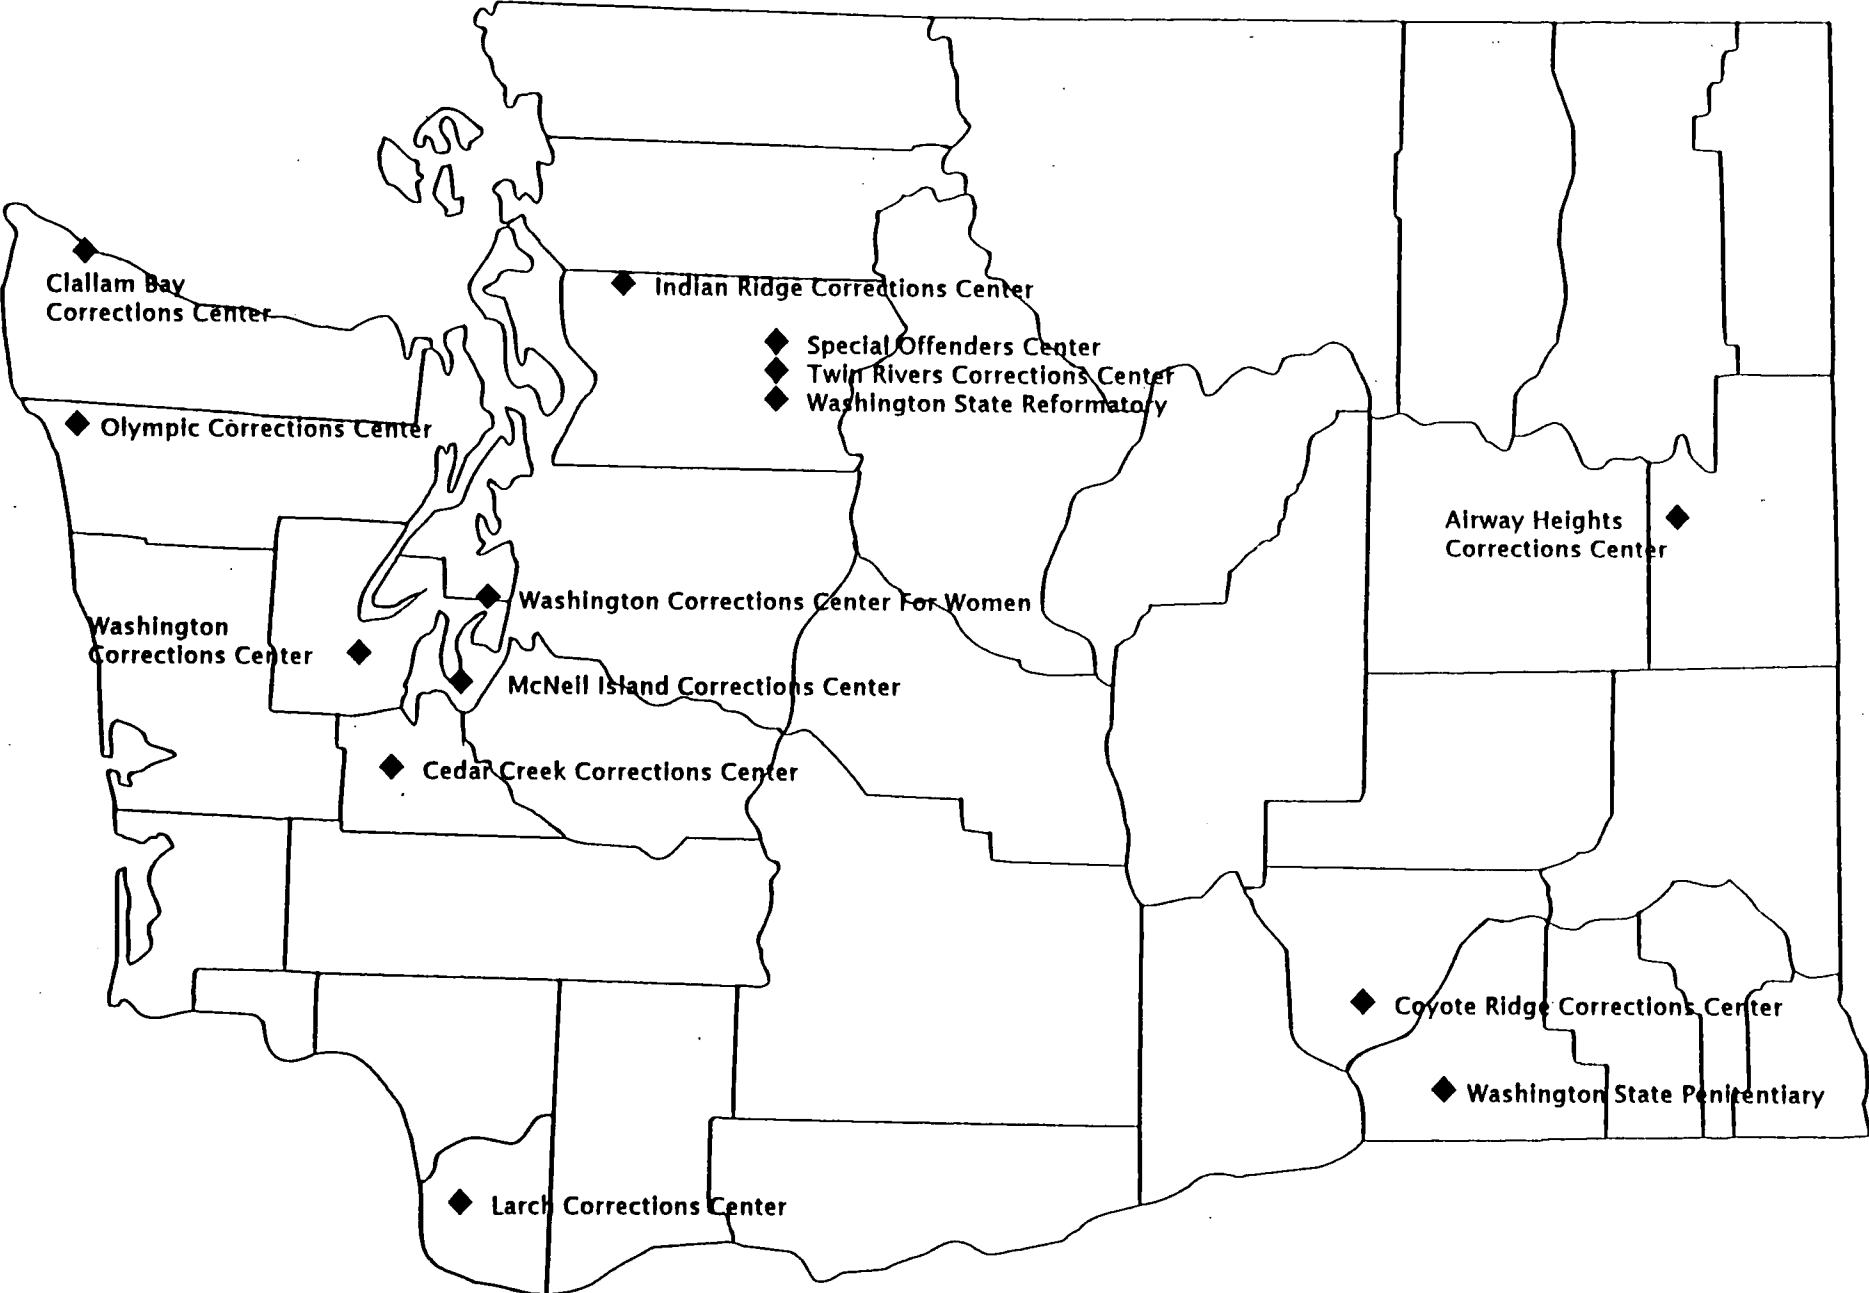 Clallam Bay
Corrections Center
Indian Ridge Corrections Center
Special Offenders Center
Twin Rivers Corrections Center
Washington State Reformatory
Olympic Corrections Center
Airway Heights
Corrections Center
Washington Corrections Center For Women
Washington
Corrections Center
McNeil Island Corrections Center
Cedar Creek Corrections Center
Coyote Ridge Corrections Center
Washington State Penitentiary
Larch Corrections Center